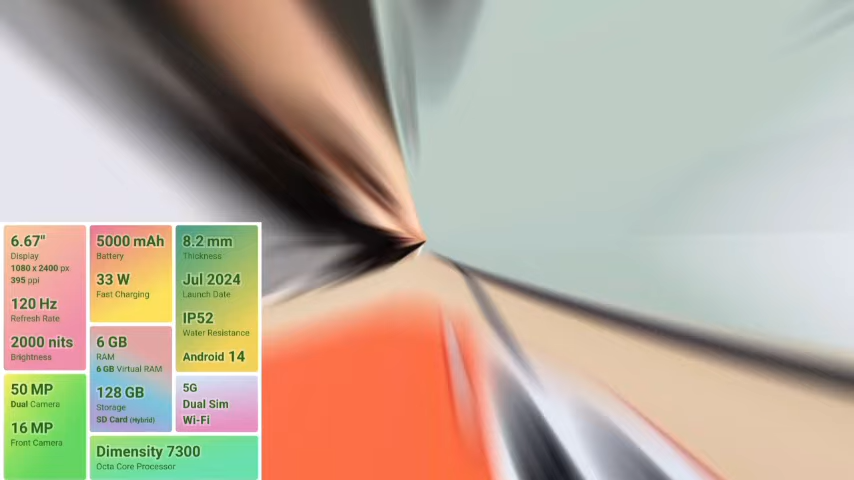 6.67"
Display
1080 x 2400 px
395 ppi
120 Hz
Refresh Rate
2000 nits
Brightness
50 MP
Dual Camera
16 MP
Front Camera
5000 mAh
Battery
33 W
Fast Charging
6 GB
RAM
6 GB Virtual RAM
128 GB
Storage
SD Card (Hybrid)
8.2 mm
Thickness
Jul 2024
Launch Date
IP52
Water Resistance
Android 14
5G
Dual Sim
Wi-Fi
Dimensity 7300
Octa Core Processor